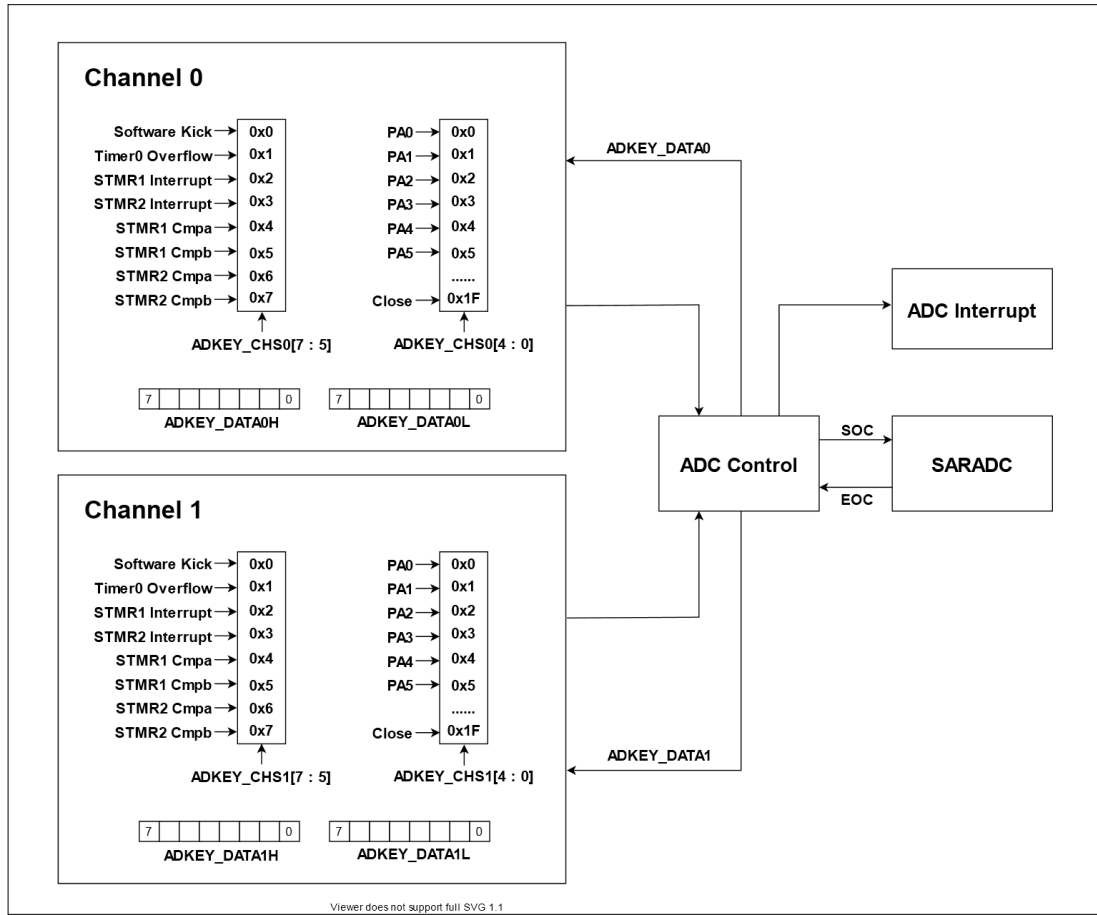 Channel 0
Software Kick 0x0 PA0 0x0
Timer0 Overflow 0x1 PA1 0x1
STMR1 Interrupt 0x2 PA2 0x2
STMR2 Interrupt 0x3 PA3 0x3
STMR1 Cmpa 0x4 PA4 0x4
STMR1 Cmpb 0x5 PA5 0x5
STMR2 Cmpa 0x6 ......
STMR2 Cmpb 0x7 Close 0x1F
ADKEY_CHS0[7 : 5] ADKEY_CHS0[4 : 0]
7 0 7 0
ADKEY_DATA0H ADKEY_DATA0L
ADKEY_DATA0
ADC Interrupt
ADC Control
SOC
EOC
SARADC
Channel 1
Software Kick 0x0 PA0 0x0
Timer0 Overflow 0x1 PA1 0x1
STMR1 Interrupt 0x2 PA2 0x2
STMR2 Interrupt 0x3 PA3 0x3
STMR1 Cmpa 0x4 PA4 0x4
STMR1 Cmpb 0x5 PA5 0x5
STMR2 Cmpa 0x6 ......
STMR2 Cmpb 0x7 Close 0x1F
ADKEY_CHS1[7 : 5] ADKEY_CHS1[4 : 0]
7 0 7 0
ADKEY_DATA1H ADKEY_DATA1L
ADKEY_DATA1
Viewer does not support full SVG 1.1